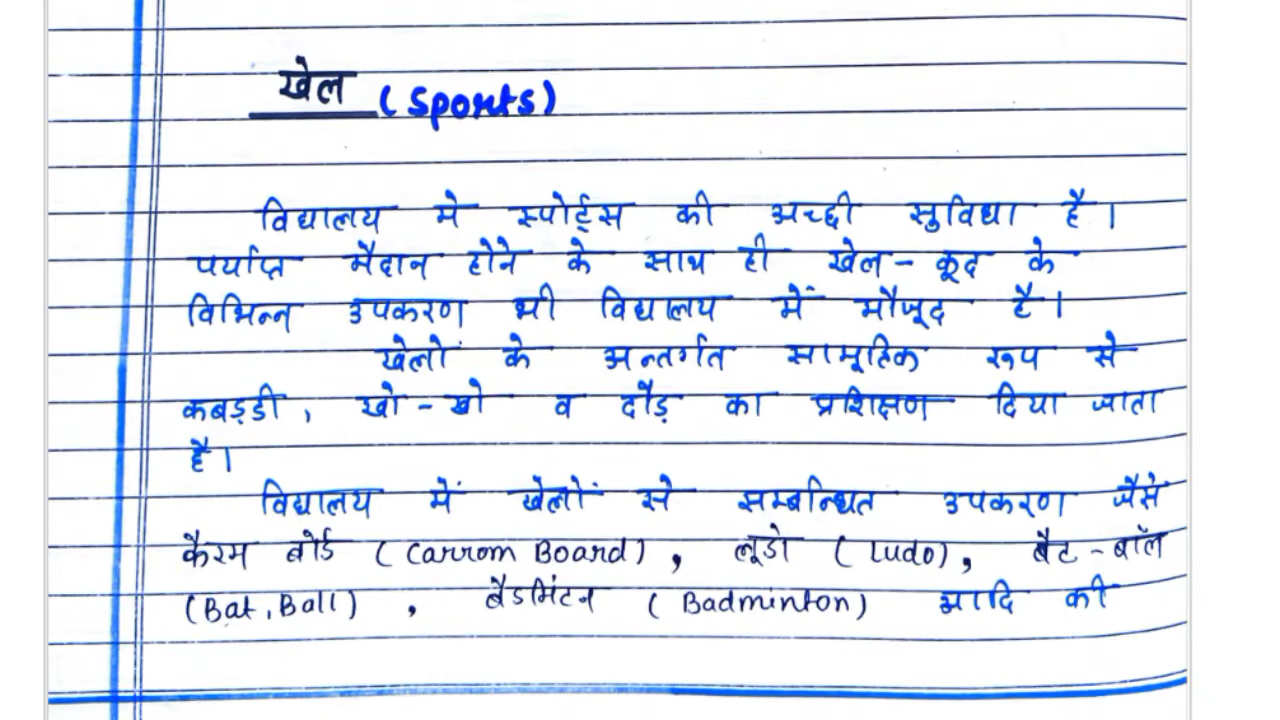 खेल (Sports)
विद्यालय मे स्पोर्ट्स की अच्छी सुविधा है।
पर्याप्त मैदान होने के साथ ही खेल - कूद के
विभिन्न उपकरण भी विद्यालय में मौजूद है।
खेलों के अन्तर्गत सामूहिक रूप से
कबड्डी, खो - खो व दौड़ का प्रशिक्षण दिया जाता
है।
विद्यालय में खेलों से सम्बन्धित उपकरण जैसे
कैरम बोर्ड (Carrom Board), लूडो (Ludo), बैट - बॉल
(Bat, Ball), बैडमिंटन (Badminton) आदि की